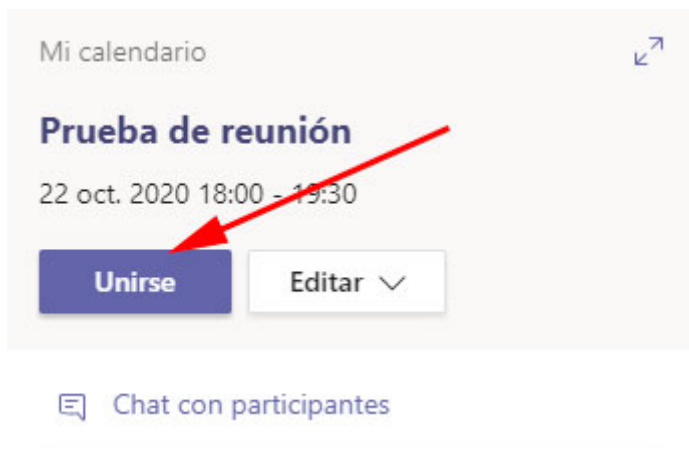 Mi calendario
Prueba de reunión
22 oct. 2020 18:00 - 19:30
Unirse
Editar
Chat con participantes